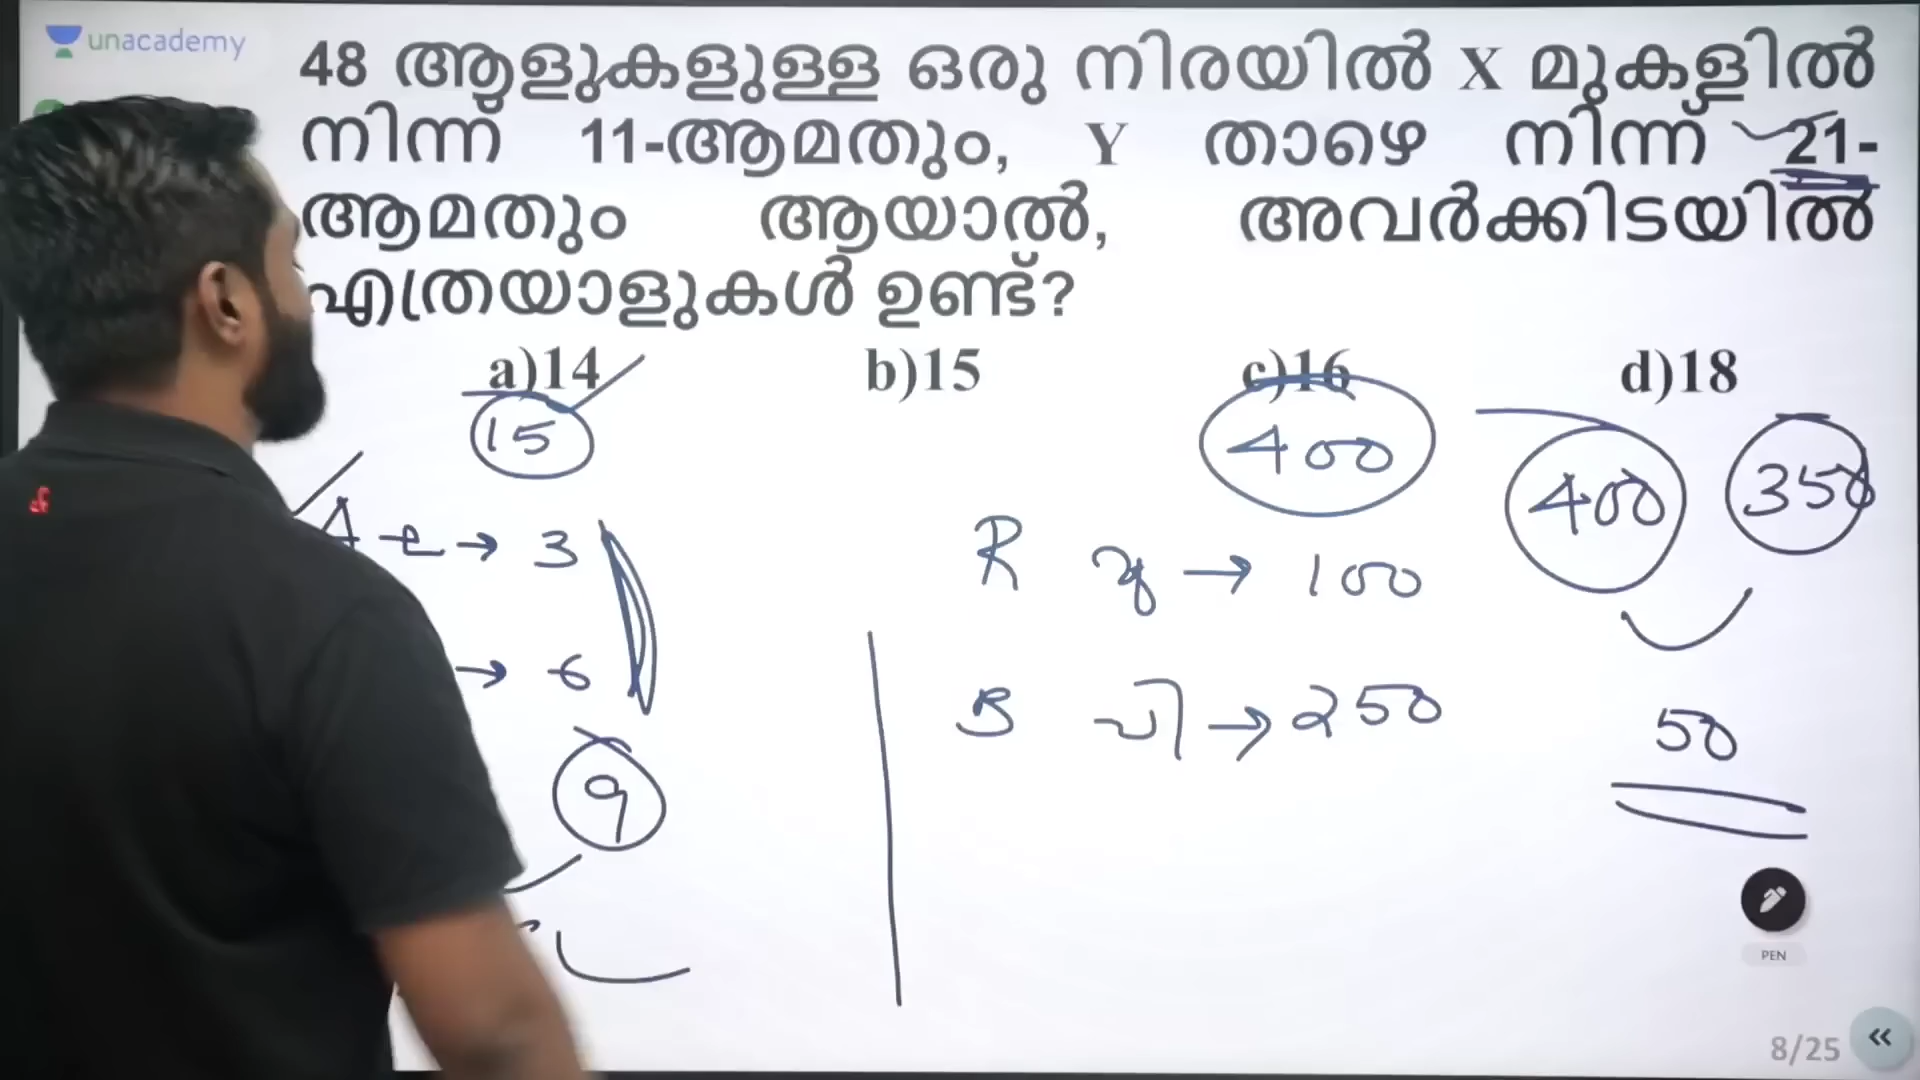 unacademy
48 ആളുകളുള്ള ഒരു നിരയിൽ X മുകളിൽ
നിന്ന് 11-ആമതും, Y താഴെ നിന്ന് 21-
ആമതും ആയാൽ, അവർക്കിടയിൽ
എത്രയാളുകൾ ഉണ്ട്?
a)14 b)15 c)16 d)18
15 400 400 350
A → 3 R → 100
→ 6 B → 250 50
9
PEN
8/25